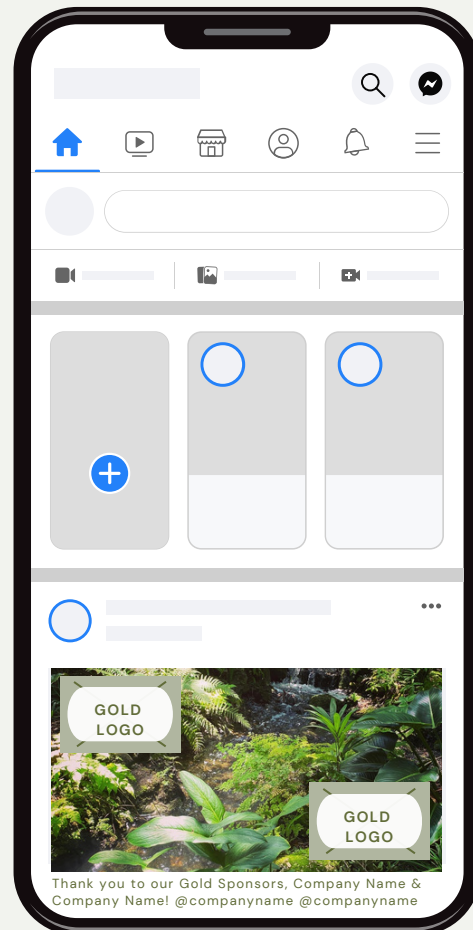 GOLD
LOGO
GOLD
LOGO
Thank you to our Gold Sponsors, Company Name &
Company Name! @companyname @companyname